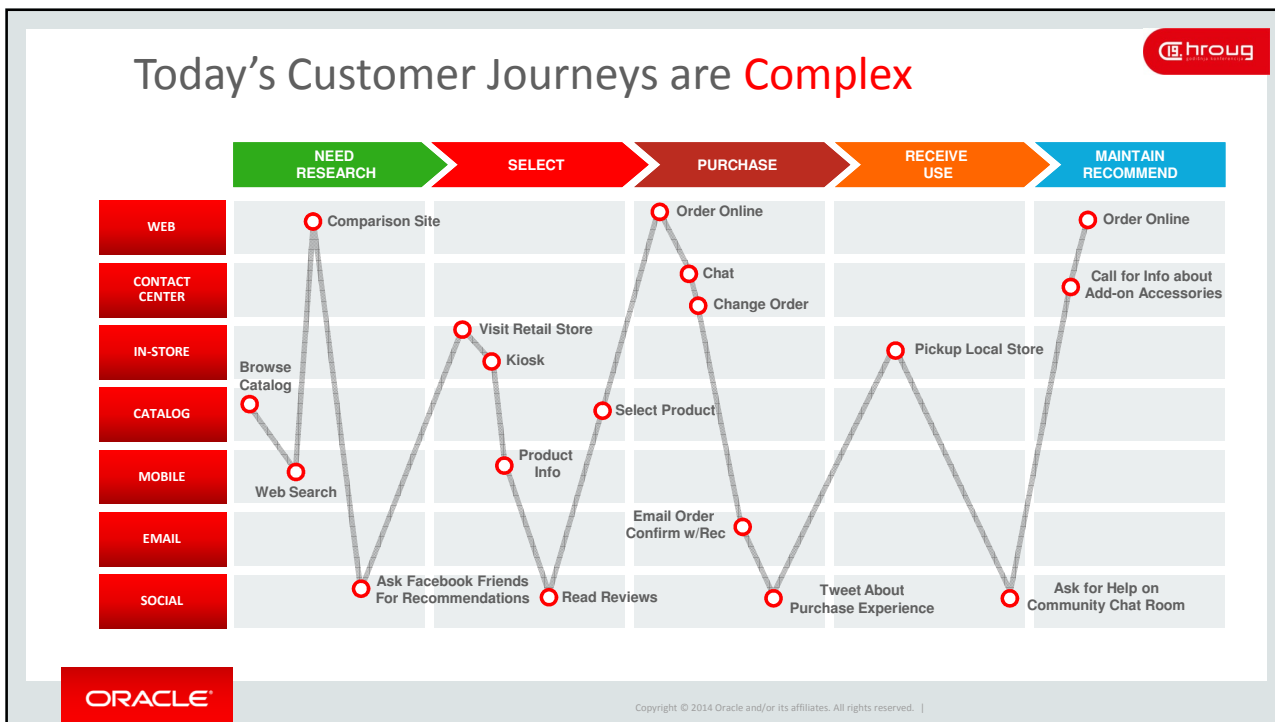 Today's Customer Journeys are Complex
19. hroug
godišnja konferencija
NEED
RESEARCH
SELECT
PURCHASE
RECEIVE
USE
MAINTAIN
RECOMMEND
WEB
Comparison Site
Order Online
Order Online
CONTACT
CENTER
Chat
Change Order
Call for Info about
Add-on Accessories
IN-STORE
Visit Retail Store
Kiosk
Pickup Local Store
Browse
Catalog
CATALOG
Select Product
MOBILE
Web Search
Product
Info
EMAIL
Email Order
Confirm w/Rec
SOCIAL
Ask Facebook Friends
For Recommendations
Read Reviews
Tweet About
Purchase Experience
Ask for Help on
Community Chat Room
ORACLE®
Copyright © 2014 Oracle and/or its affiliates. All rights reserved. |